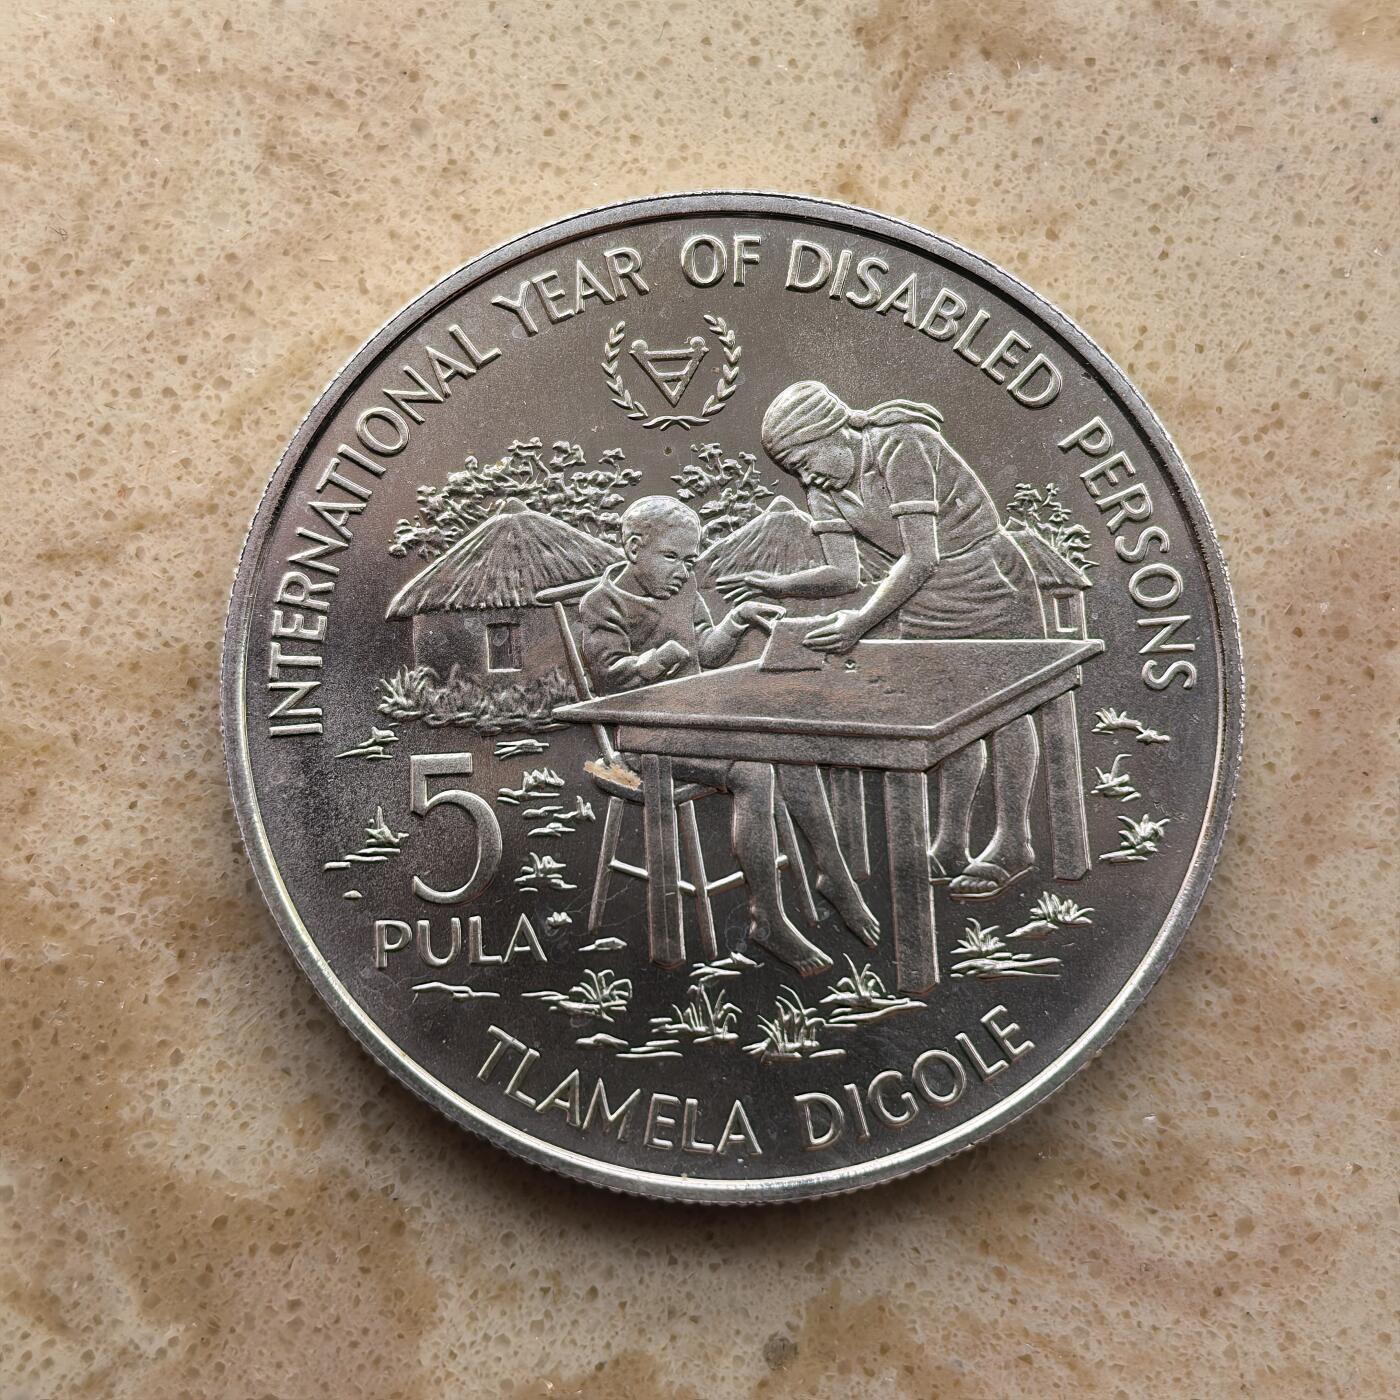 INTERNATIONAL YEAR OF DISABLED PERSONS
5
PULA
TLAMELA DIGOLE